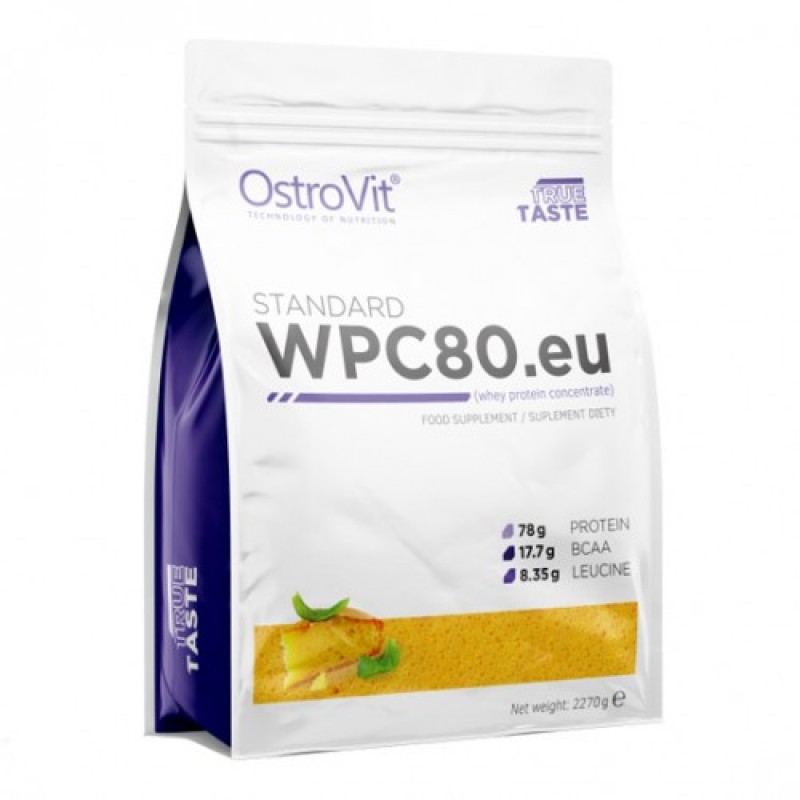 OstroVit®
TECHNOLOGY OF NUTRITION
TRUE
TASTE
STANDARD
WPC80.eu
(whey protein concentrate)
FOOD SUPPLEMENT / SUPLEMENT DIETY
78g PROTEIN
17.7g BCAA
8.35g LEUCINE
TRUE
TASTE
Net weight: 2270g ℮